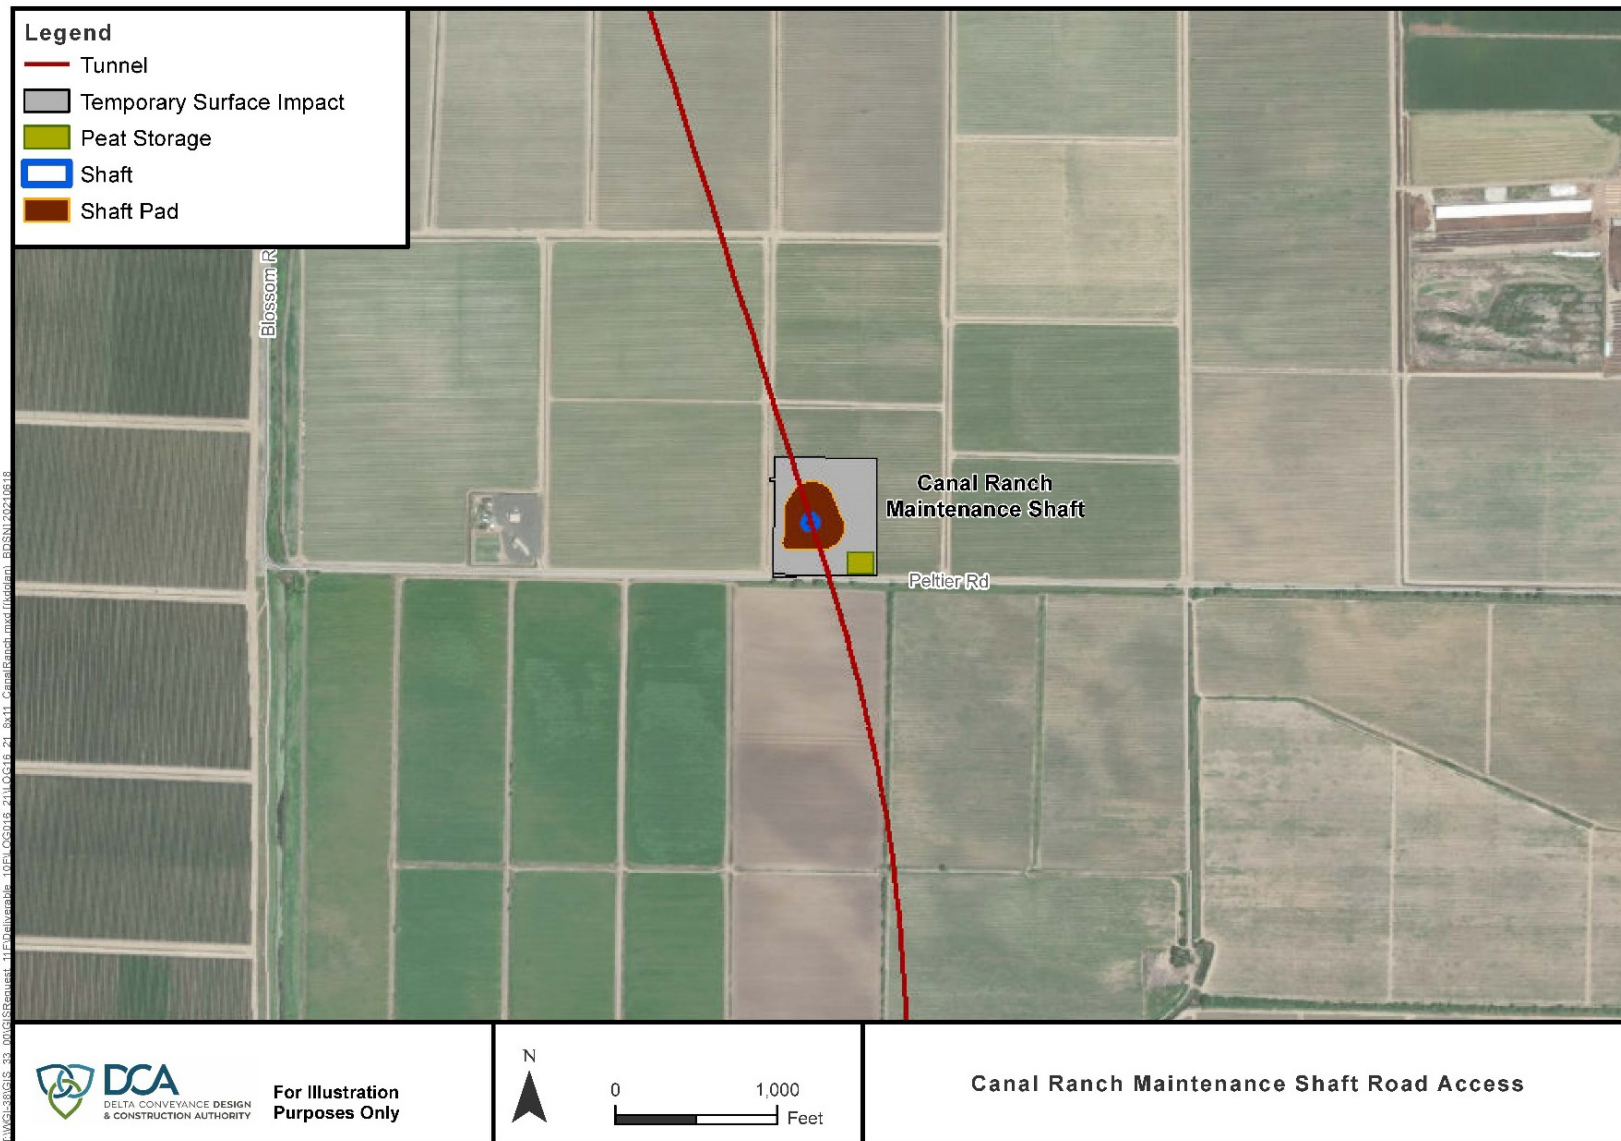 Legend
Tunnel
Temporary Surface Impact
Peat Storage
Shaft
Shaft Pad
Blossom R
Canal Ranch
Maintenance Shaft
Peltier Rd
DCA
DELTA CONVEYANCE DESIGN
& CONSTRUCTION AUTHORITY
For Illustration
Purposes Only
N
0 1,000
Feet
Canal Ranch Maintenance Shaft Road Access